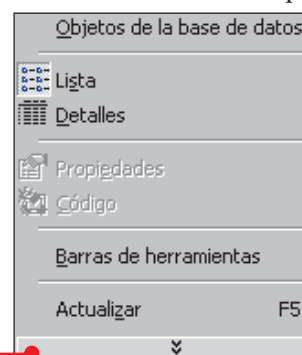 Objetos de la base de datos
Lista
Detalles
Propiedades
Código
Barras de herramientas
Actualizar F5